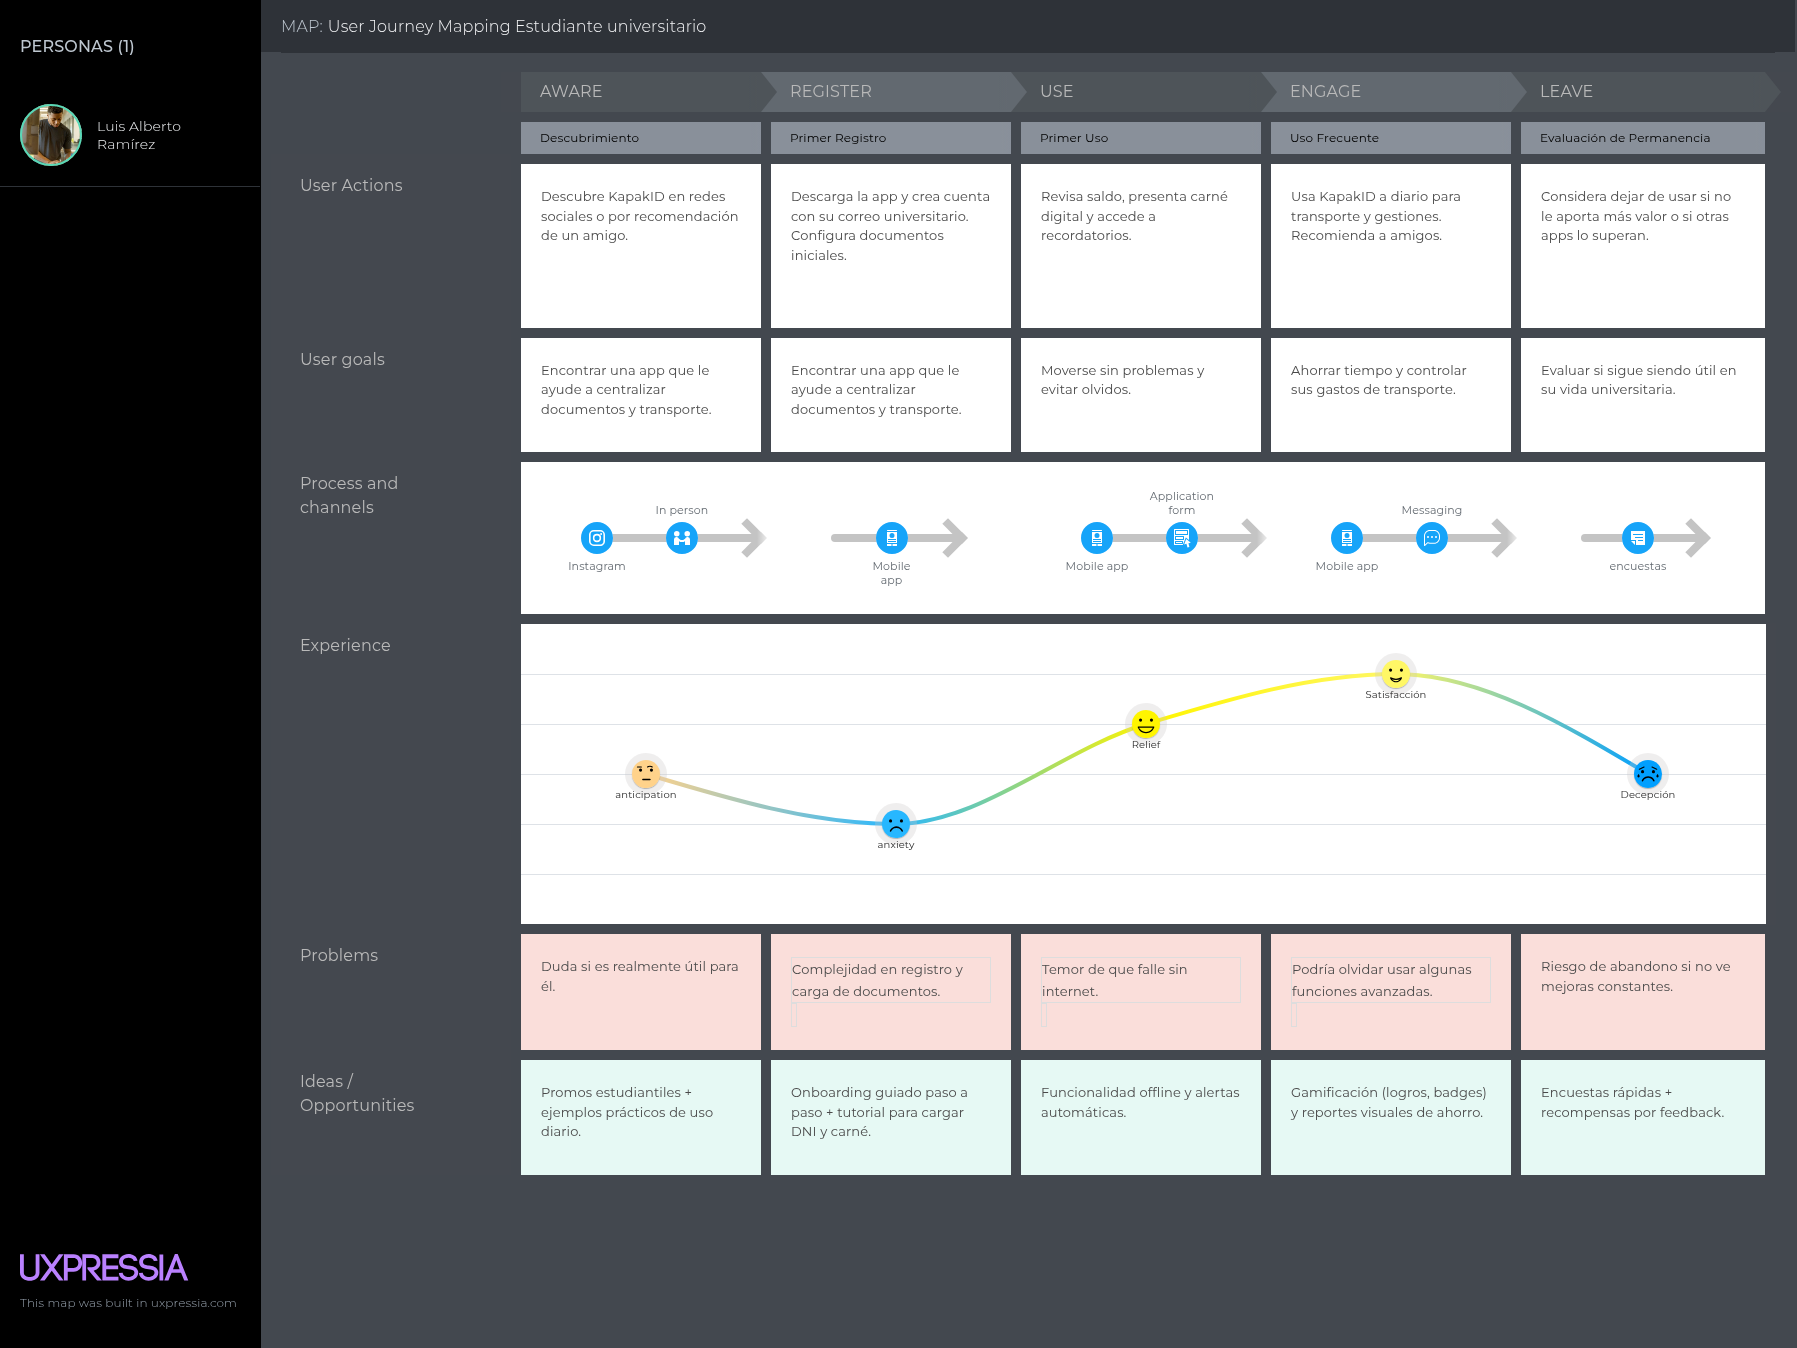 PERSONAS (1)
Luis Alberto
Ramírez
MAP: User Journey Mapping Estudiante universitario
AWARE
REGISTER
USE
ENGAGE
LEAVE
Descubrimiento
Primer Registro
Primer Uso
Uso Frecuente
Evaluación de Permanencia
User Actions
Descubre KapakID en redes
sociales o por recomendación
de un amigo.
Descarga la app y crea cuenta
con su correo universitario.
Configura documentos
iniciales.
Revisa saldo, presenta carné
digital y accede a
recordatorios.
Usa KapakID a diario para
transporte y gestiones.
Recomienda a amigos.
Considera dejar de usar si no
le aporta más valor o si otras
apps lo superan.
User goals
Encontrar una app que le
ayude a centralizar
documentos y transporte.
Encontrar una app que le
ayude a centralizar
documentos y transporte.
Moverse sin problemas y
evitar olvidos.
Ahorrar tiempo y controlar
sus gastos de transporte.
Evaluar si sigue siendo útil en
su vida universitaria.
Process and
channels
Instagram
In person
Mobile
app
Mobile app
Application
form
Mobile app
Messaging
encuestas
Experience
anticipation
anxiety
Relief
Satisfacción
Decepción
Problems
Duda si es realmente útil para
él.
Complejidad en registro y
carga de documentos.
Temor de que falle sin
internet.
Podría olvidar usar algunas
funciones avanzadas.
Riesgo de abandono si no ve
mejoras constantes.
Ideas /
Opportunities
Promos estudiantiles +
ejemplos prácticos de uso
diario.
Onboarding guiado paso a
paso + tutorial para cargar
DNI y carné.
Funcionalidad offline y alertas
automáticas.
Gamificación (logros, badges)
y reportes visuales de ahorro.
Encuestas rápidas +
recompensas por feedback.
UXPRESSIA
This map was built in uxpressia.com